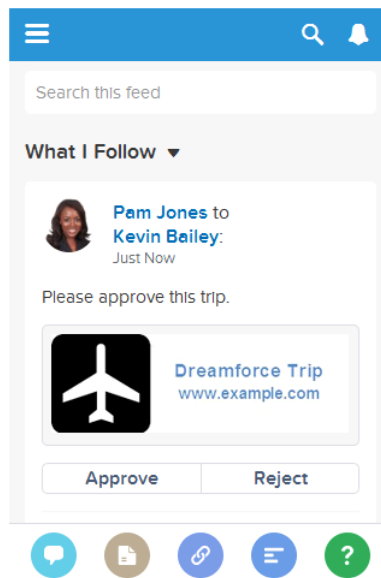 Search this feed
What I Follow
Pam Jones to
Kevin Bailey:
Just Now
Please approve this trip.
Dreamforce Trip
www.example.com
Approve Reject
?